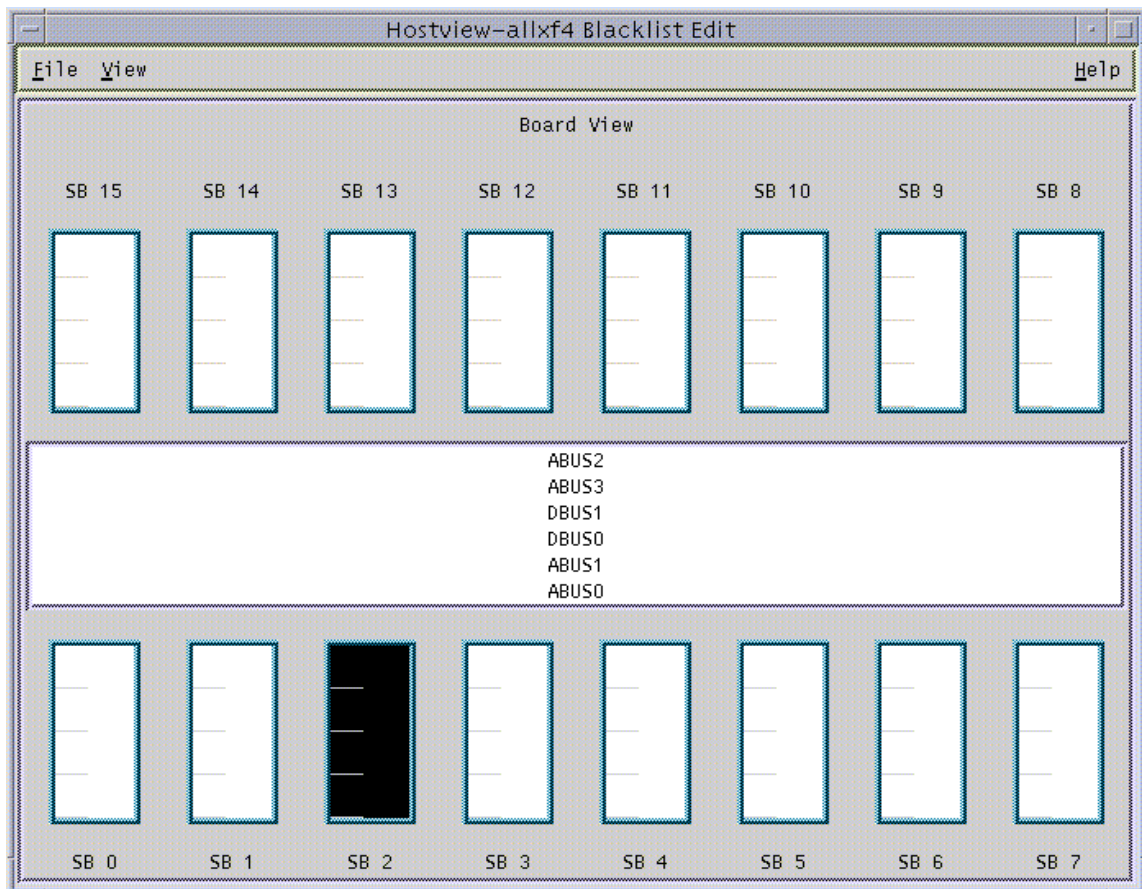 Hostview-allxf4 Blacklist Edit
File View Help
Board View
SB 15 SB 14 SB 13 SB 12 SB 11 SB 10 SB 9 SB 8
ABUS2
ABUS3
DBUS1
DBUS0
ABUS1
ABUS0
SB 0 SB 1 SB 2 SB 3 SB 4 SB 5 SB 6 SB 7